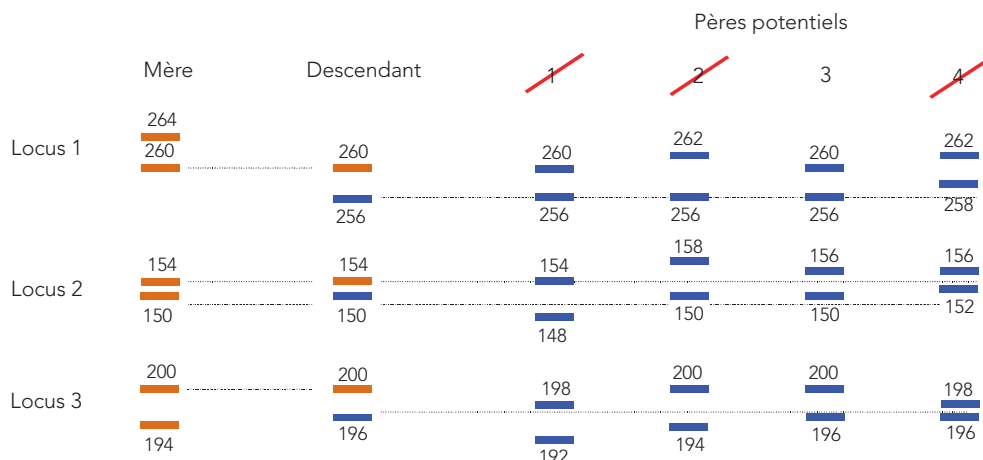 Pères potentiels
Mère Descendant 1 2 3 4
264 262 262
Locus 1 260 260 260 260
256 256 256 256 258
158
154 154 154 156 156
Locus 2
150 150 148 150 150 152
200 200 198 200 200 198
Locus 3
194 196 192 194 196 196